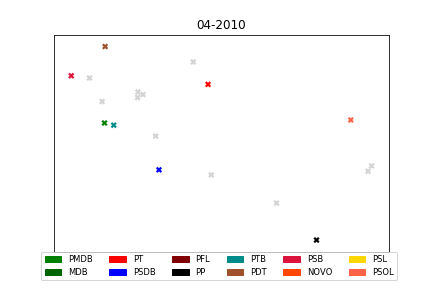 04-2010
PMDB PT PFL PTB PSB PSL
MDB PSDB PP PDT NOVO PSOL